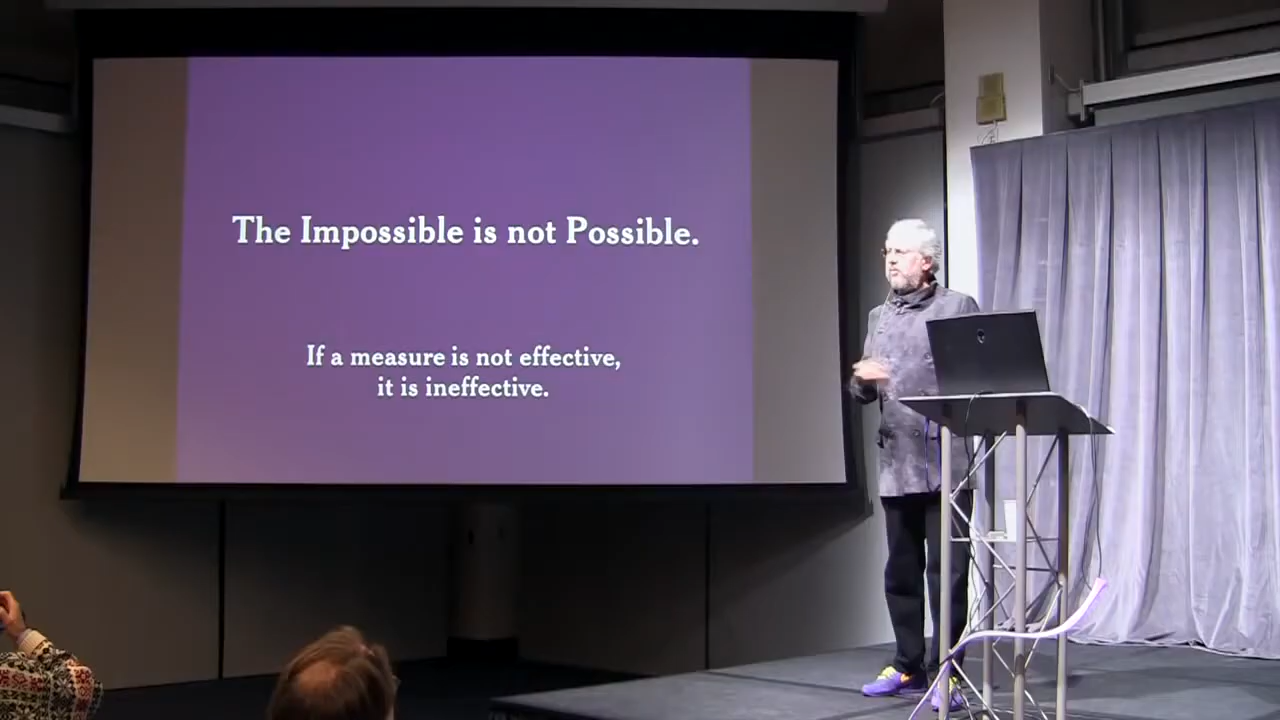 The Impossible is not Possible.
If a measure is not effective,
it is ineffective.